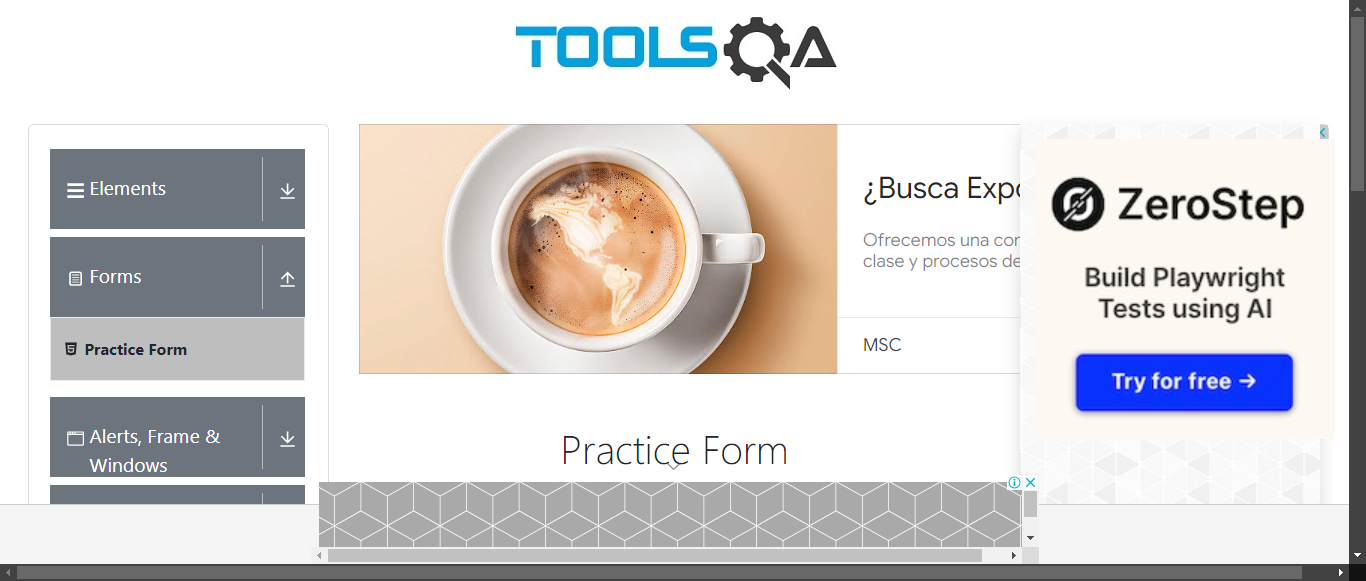 TOOLSQA
Elements
Forms
Practice Form
Alerts, Frame &
Windows
¿Busca Expo
Ofrecemos una con
clase y procesos de
MSC
ZeroStep
Build Playwright
Tests using AI
Try for free →
Practice Form